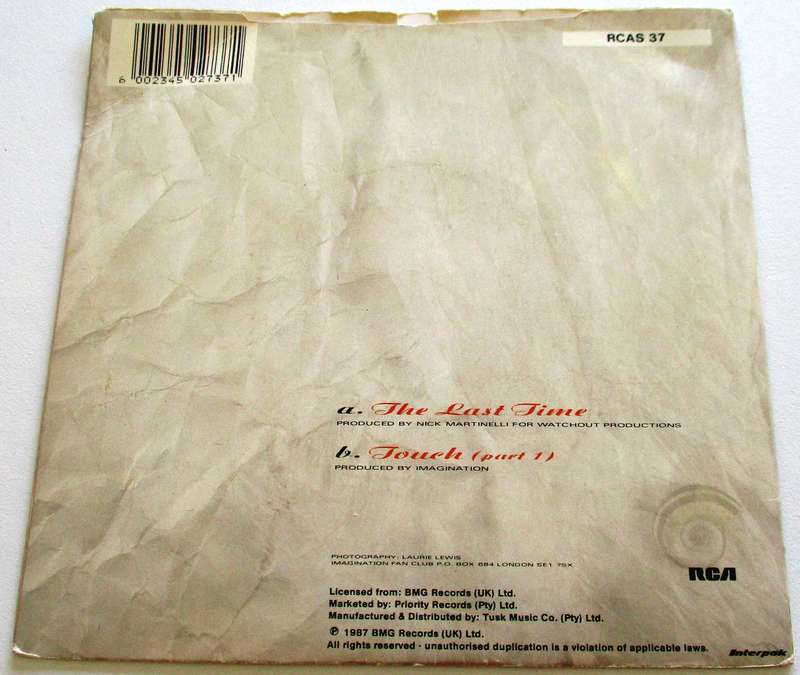 RCAS 37
6 002345 027371
a. The Last Time
PRODUCED BY NICK MARTINELLI FOR WATCHOUT PRODUCTIONS
b. Touch (part 1)
PRODUCED BY IMAGINATION
PHOTOGRAPHY: LAURIE LEWIS
IMAGINATION FAN CLUB P.O. BOX 684 LONDON SE1 7SX
RCA
Licensed from: BMG Records (UK) Ltd.
Marketed by: Priority Records (Pty) Ltd.
Manufactured & Distributed by: Tusk Music Co. (Pty) Ltd.
℗ 1987 BMG Records (UK) Ltd.
All rights reserved - unauthorised duplication is a violation of applicable laws.
Interpak